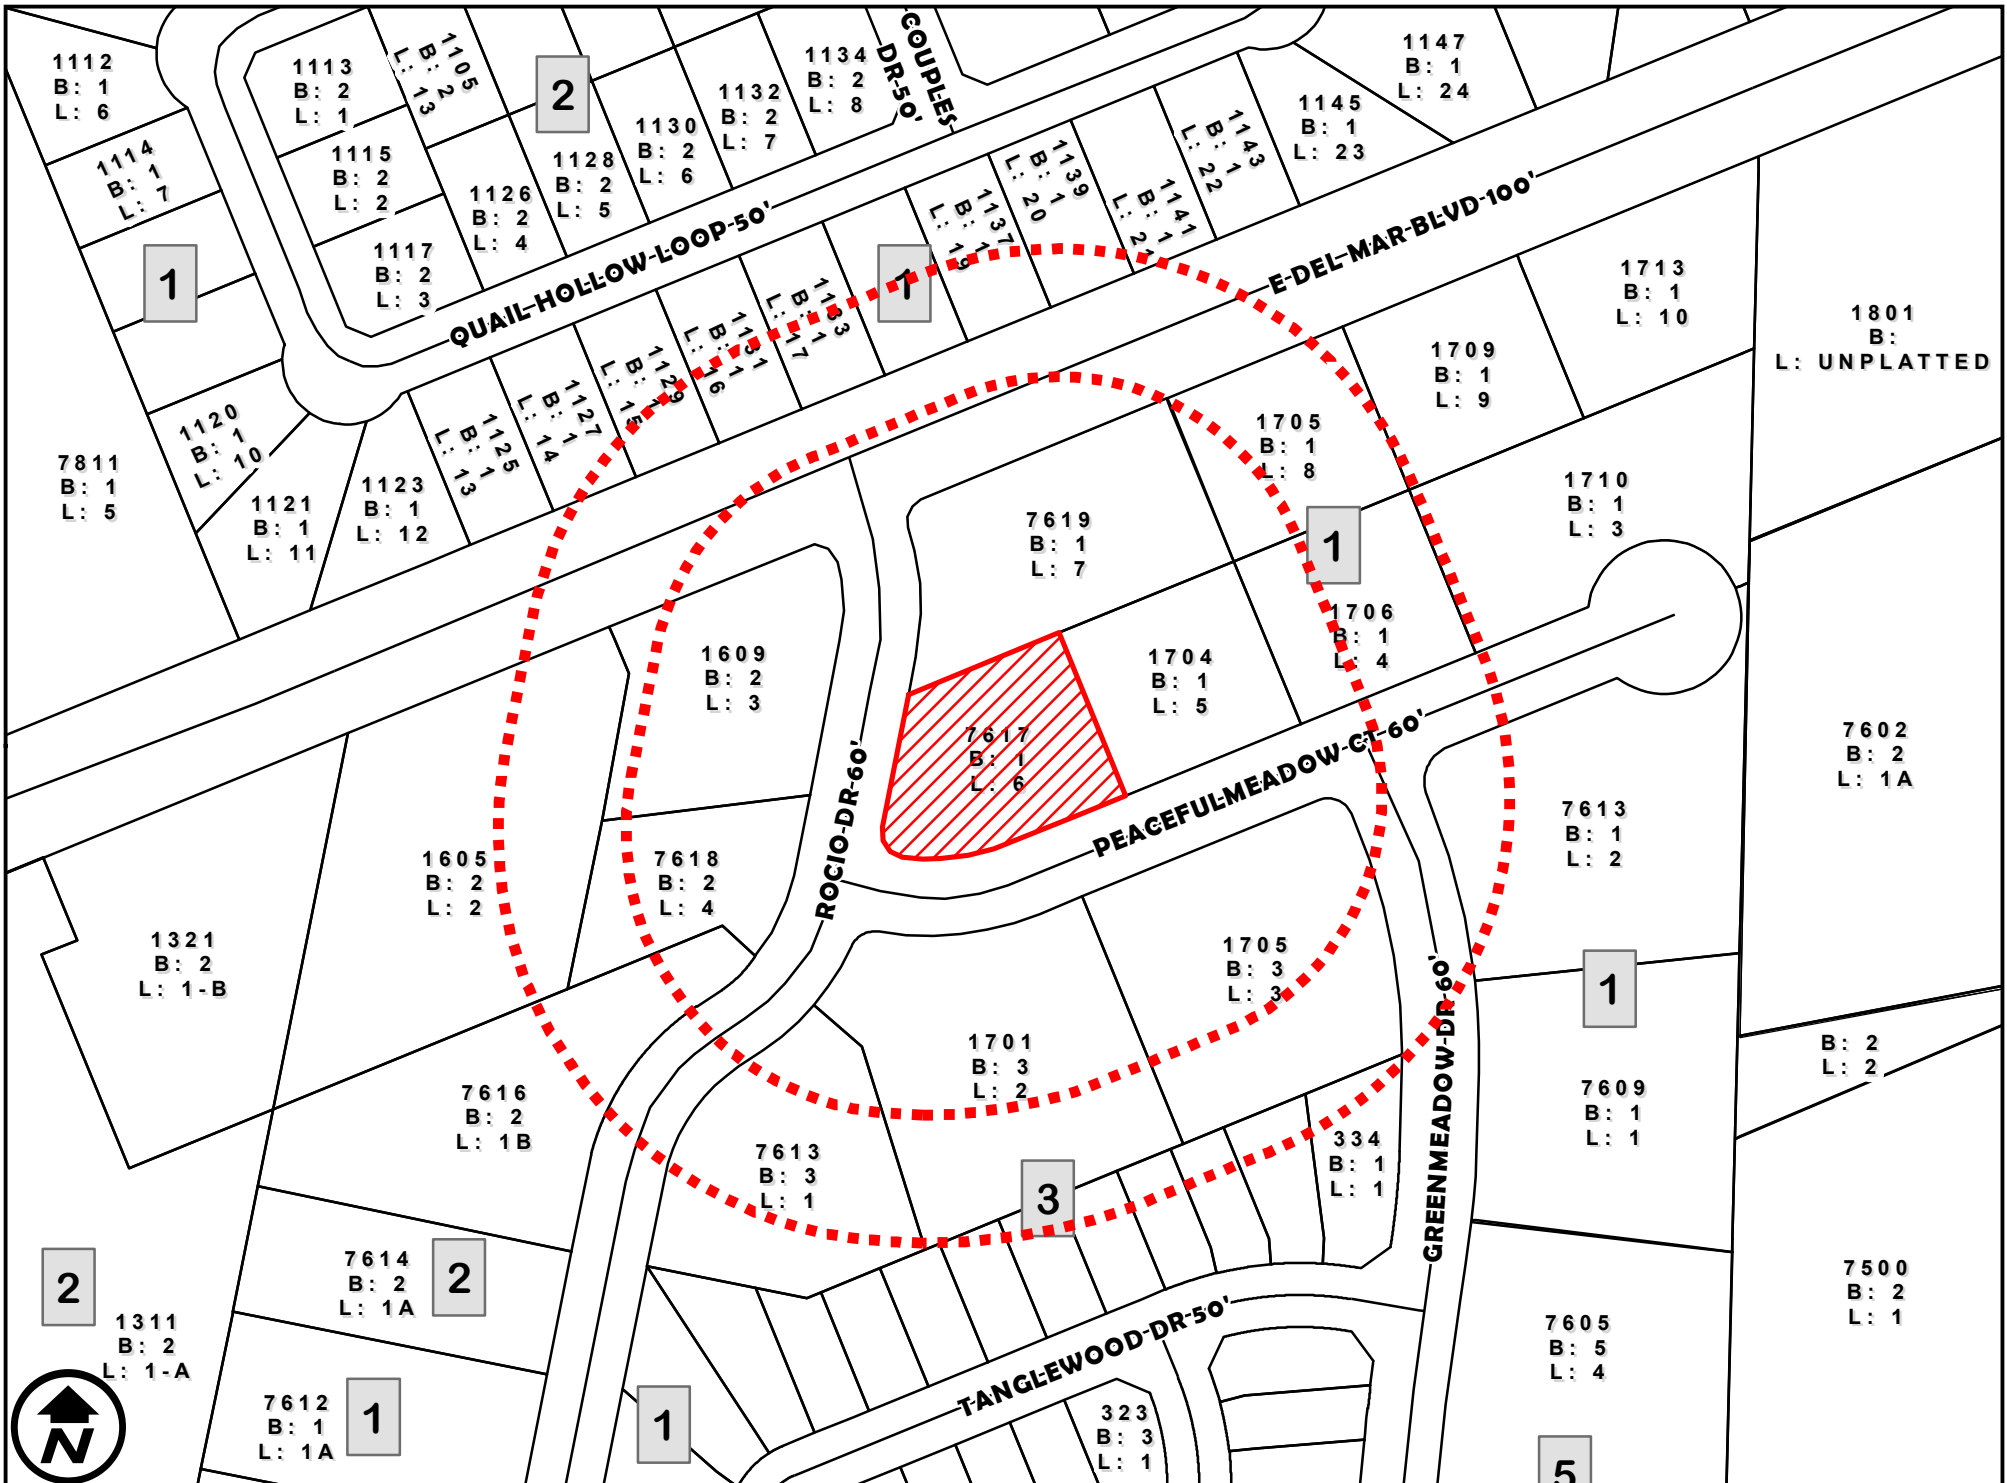 1112
B: 1
L: 6
1113
B: 2
L: 1
1105
B: 2
L: 13
2
1134
B: 2
L: 8
COUPLES
DR-50'
1147
B: 1
L: 24
1132
B: 2
L: 7
1130
B: 2
L: 6
1145
B: 1
L: 23
1143
B: 1
L: 22
1114
B: 1
L: 7
1115
B: 2
L: 2
1128
B: 2
L: 5
1126
B: 2
L: 4
1139
B: 1
L: 20
1137
B: 1
L: 19
1141
B: 1
L: 21
1117
B: 2
L: 3
QUAIL-HOLLOW-LOOP-50'
E-DEL-MAR-BLVD-100'
1
1
1133
B: 1
L: 17
1131
B: 1
L: 16
1129
B: 1
L: 15
1127
B: 1
L: 14
1125
B: 1
L: 13
1713
B: 1
L: 10
1801
B:
L: UNPLATTED
1709
B: 1
L: 9
1120
B: 1
L: 10
7811
B: 1
L: 5
1121
B: 1
L: 11
1123
B: 1
L: 12
1705
B: 1
L: 8
1710
B: 1
L: 3
7619
B: 1
L: 7
1
1706
B: 1
L: 4
1609
B: 2
L: 3
1704
B: 1
L: 5
7617
B: 1
L: 6
7602
B: 2
L: 1A
ROCIO-DR-60'
PEACEFULMEADOW-CT-60'
7613
B: 1
L: 2
1605
B: 2
L: 2
7618
B: 2
L: 4
1321
B: 2
L: 1-B
1705
B: 3
L: 3
1
1701
B: 3
L: 2
B: 2
L: 2
7616
B: 2
L: 1B
7609
B: 1
L: 1
GREENMEADOW-DR-60'
7613
B: 3
L: 1
334
B: 1
L: 1
3
7614
B: 2
L: 1A
2
2
1311
B: 2
L: 1-A
7500
B: 2
L: 1
7605
B: 5
L: 4
TANGLEWOOD-DR-50'
7612
B: 1
L: 1A
1
1
323
B: 3
L: 1
5
N